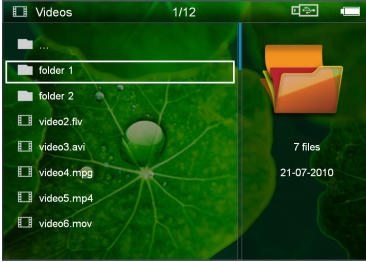 Videos 1/12
...
folder 1
folder 2
video2.flv
video3.avi
video4.mpg
video5.mp4
video6.mov
7 files
21-07-2010